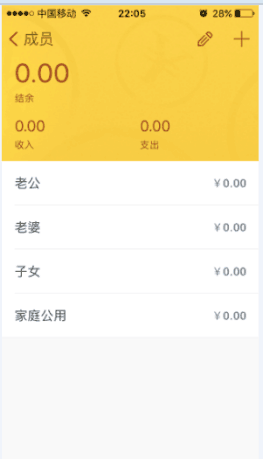 中国移动 22:05 28%
成员
0.00
结余
0.00 0.00
收入 支出
老公 ￥0.00
老婆 ￥0.00
子女 ￥0.00
家庭公用 ￥0.00